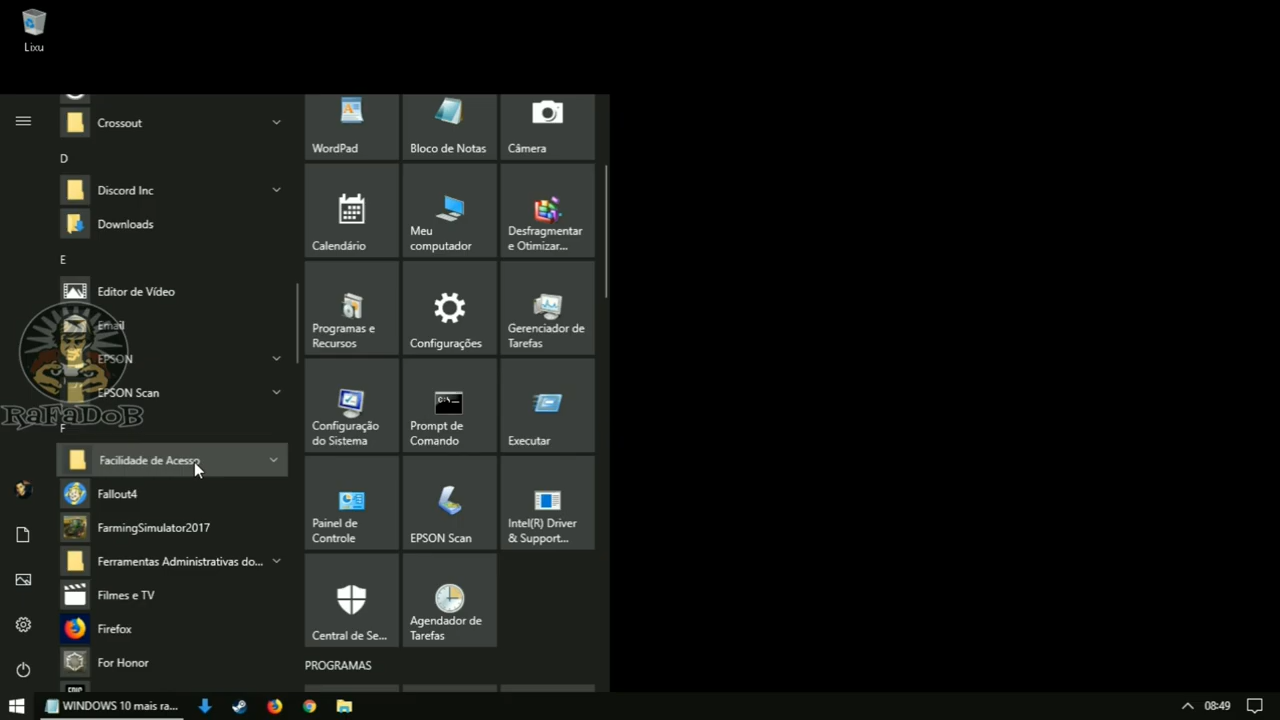 Lixu
Crossout
D
Discord Inc
Downloads
E
Editor de Vídeo
Email
EPSON
EPSON Scan
RaFaDoB
F
Facilidade de Acesso
Fallout4
FarmingSimulator2017
Ferramentas Administrativas do...
Filmes e TV
Firefox
For Honor
WordPad
Bloco de Notas
Câmera
Calendário
Meu
computador
Desfragmentar
e Otimizar...
Programas e
Recursos
Configurações
Gerenciador de
Tarefas
Configuração
do Sistema
Prompt de
Comando
Executar
Painel de
Controle
EPSON Scan
Intel(R) Driver
& Support...
Central de Se...
Agendador de
Tarefas
PROGRAMAS
WINDOWS 10 mais ra...
08:49